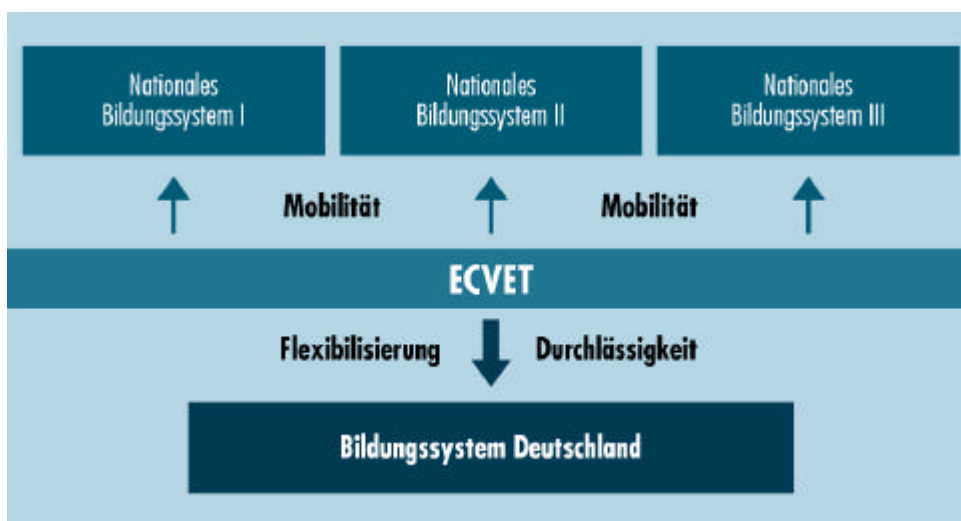 Nationales
Bildungssystem I
Nationales
Bildungssystem II
Nationales
Bildungssystem III
Mobilität
Mobilität
ECVET
Flexibilisierung
Durchlässigkeit
Bildungssystem Deutschland